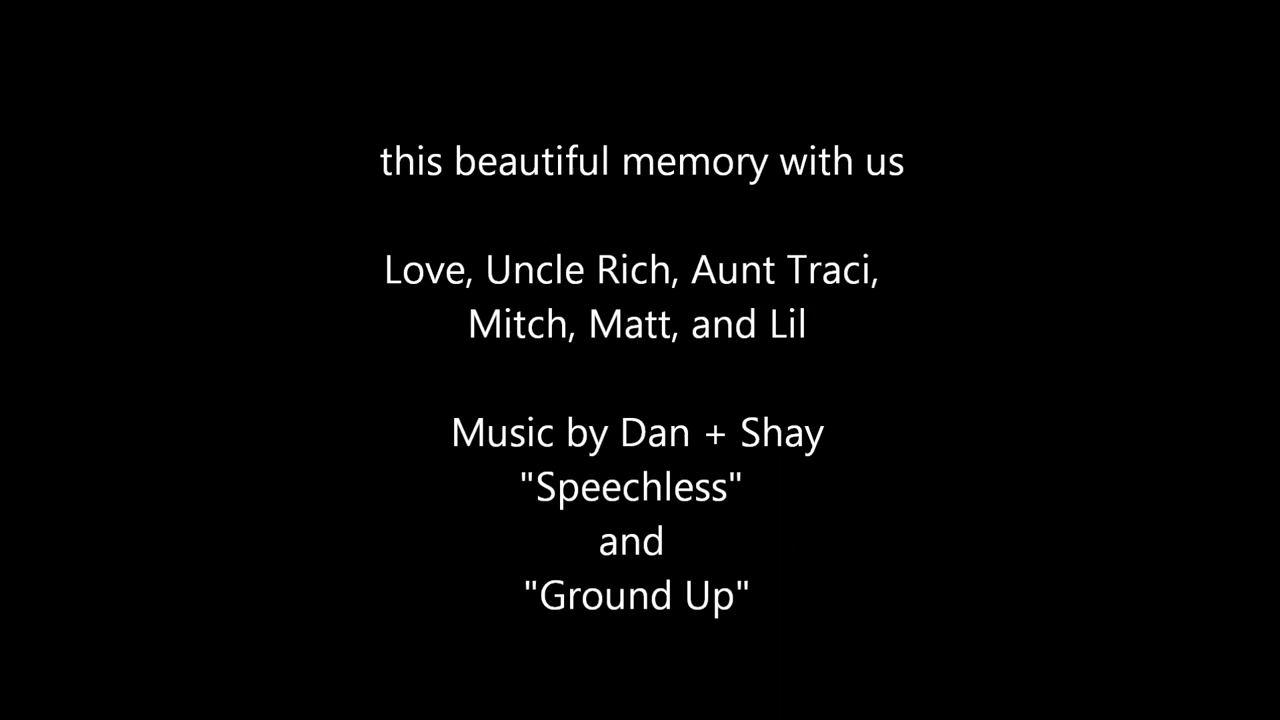 this beautiful memory with us
Love, Uncle Rich, Aunt Traci,
Mitch, Matt, and Lil
Music by Dan + Shay
"Speechless"
and
"Ground Up"